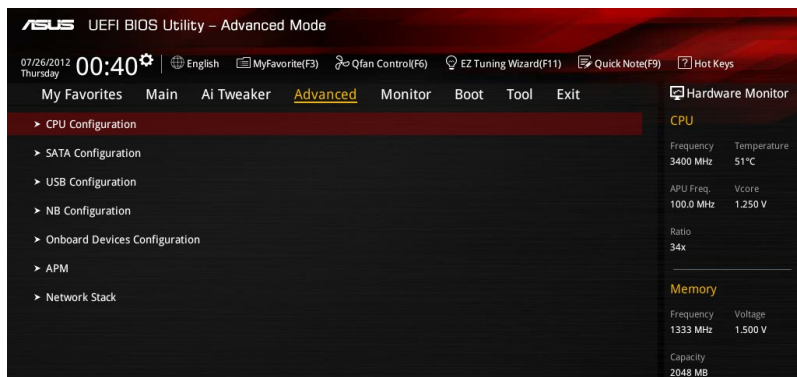 ASUS UEFI BIOS Utility – Advanced Mode
07/26/2012 Thursday 00:40 English MyFavorite(F3) Qfan Control(F6) EZ Tuning Wizard(F11) Quick Note(F9) ? Hot Keys
My Favorites Main Ai Tweaker Advanced Monitor Boot Tool Exit
> CPU Configuration
> SATA Configuration
> USB Configuration
> NB Configuration
> Onboard Devices Configuration
> APM
> Network Stack
Hardware Monitor
CPU
Frequency Temperature
3400 MHz 51°C
APU Freq. Vcore
100.0 MHz 1.250 V
Ratio
34x
Memory
Frequency Voltage
1333 MHz 1.500 V
Capacity
2048 MB